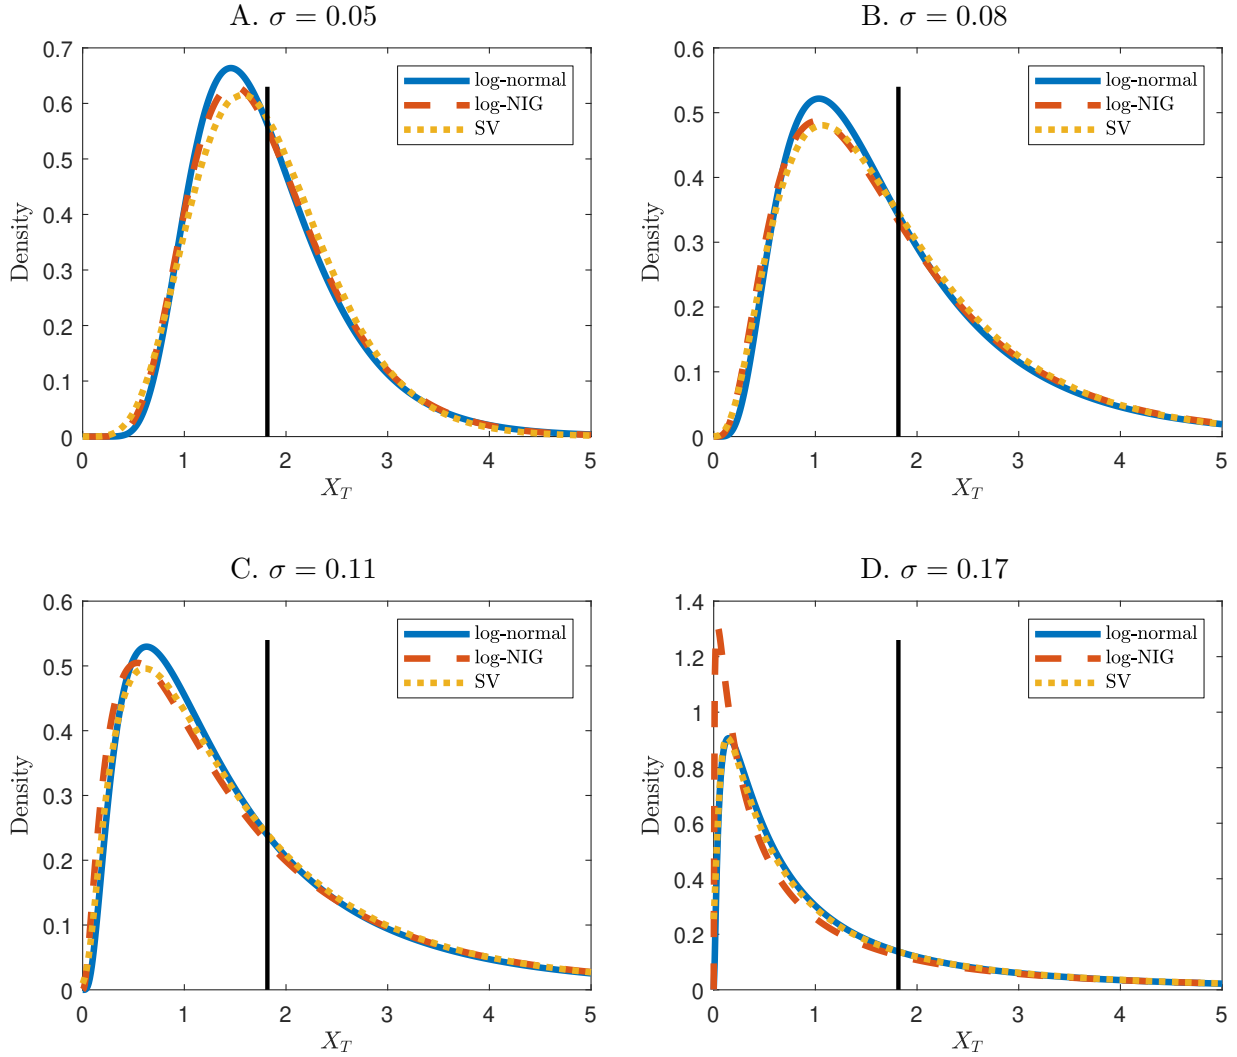 A. σ = 0.05
0.7
0.6
0.5
0.4
0.3
0.2
0.1
0
Density
log-normal
log-NIG
SV
0 1 2 3 4 5
X_T
B. σ = 0.08
0.6
0.5
0.4
0.3
0.2
0.1
0
Density
log-normal
log-NIG
SV
0 1 2 3 4 5
X_T
C. σ = 0.11
0.6
0.5
0.4
0.3
0.2
0.1
0
Density
log-normal
log-NIG
SV
0 1 2 3 4 5
X_T
D. σ = 0.17
1.4
1.2
1
0.8
0.6
0.4
0.2
0
Density
log-normal
log-NIG
SV
0 1 2 3 4 5
X_T